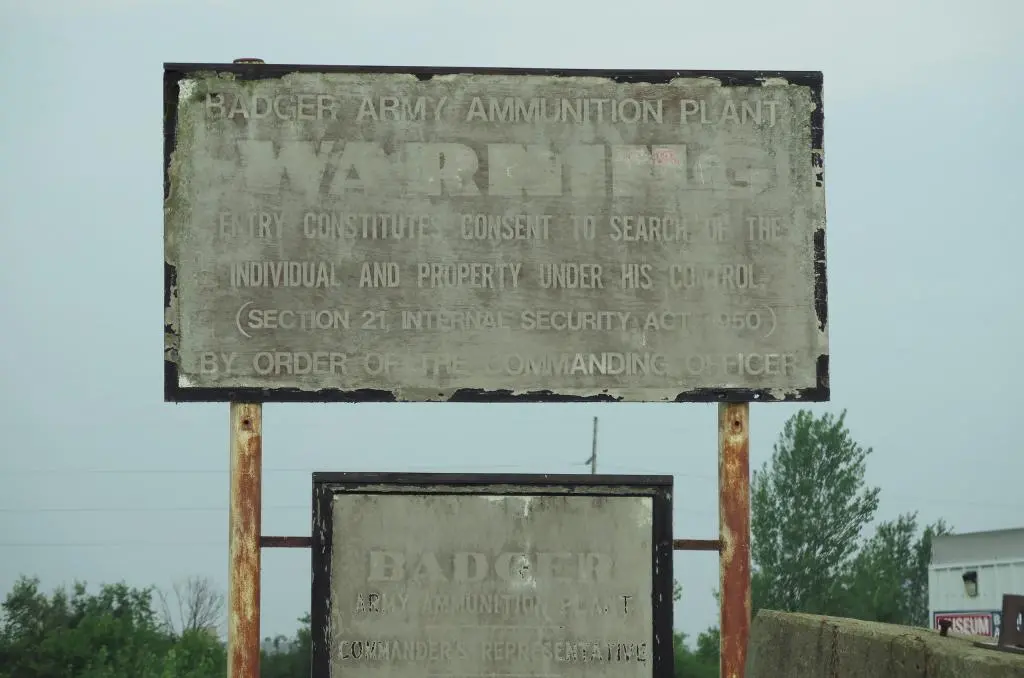 BADGER ARMY AMMUNITION PLANT
WARNING
ENTRY CONSTITUTES CONSENT TO SEARCH OF THE
INDIVIDUAL AND PROPERTY UNDER HIS CONTROL.
(SECTION 21, INTERNAL SECURITY ACT 1950)
BY ORDER OF THE COMMANDING OFFICER
BADGER
ARMY AMMUNITION PLANT
COMMANDER'S REPRESENTATIVE
MUSEUM